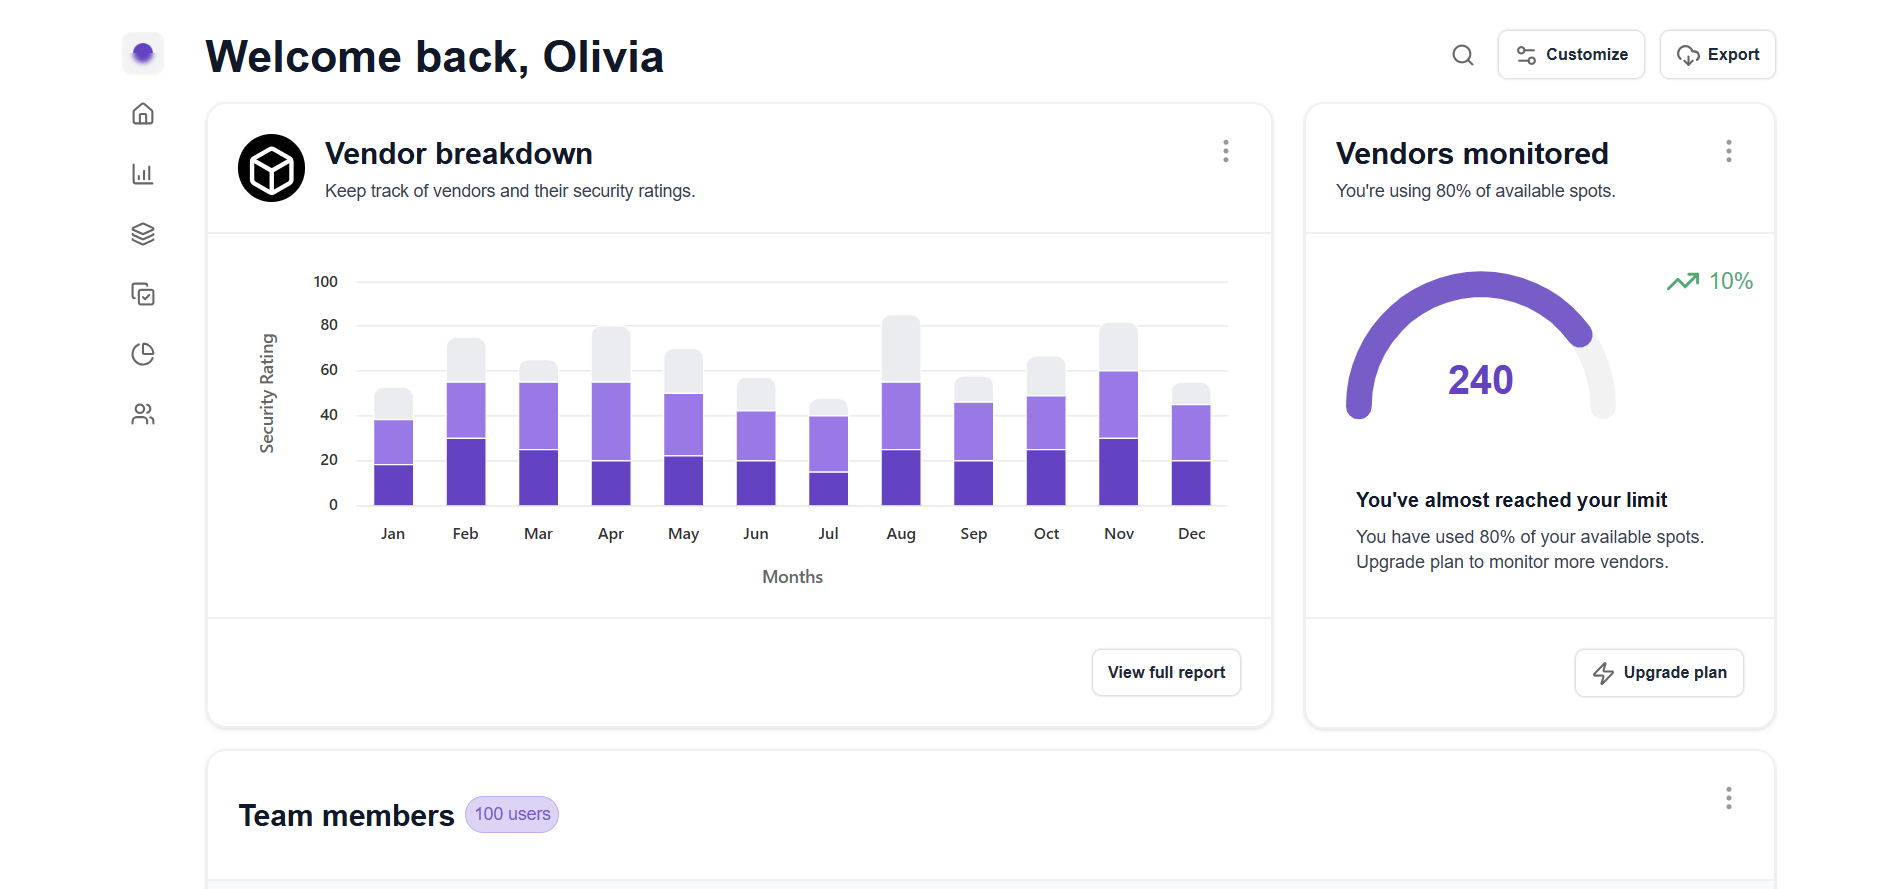 Welcome back, Olivia
Customize
Export
Vendor breakdown
Keep track of vendors and their security ratings.
Security Rating
100
80
60
40
20
0
Jan Feb Mar Apr May Jun Jul Aug Sep Oct Nov Dec
Months
View full report
Vendors monitored
You're using 80% of available spots.
10%
240
You've almost reached your limit
You have used 80% of your available spots.
Upgrade plan to monitor more vendors.
Upgrade plan
Team members 100 users